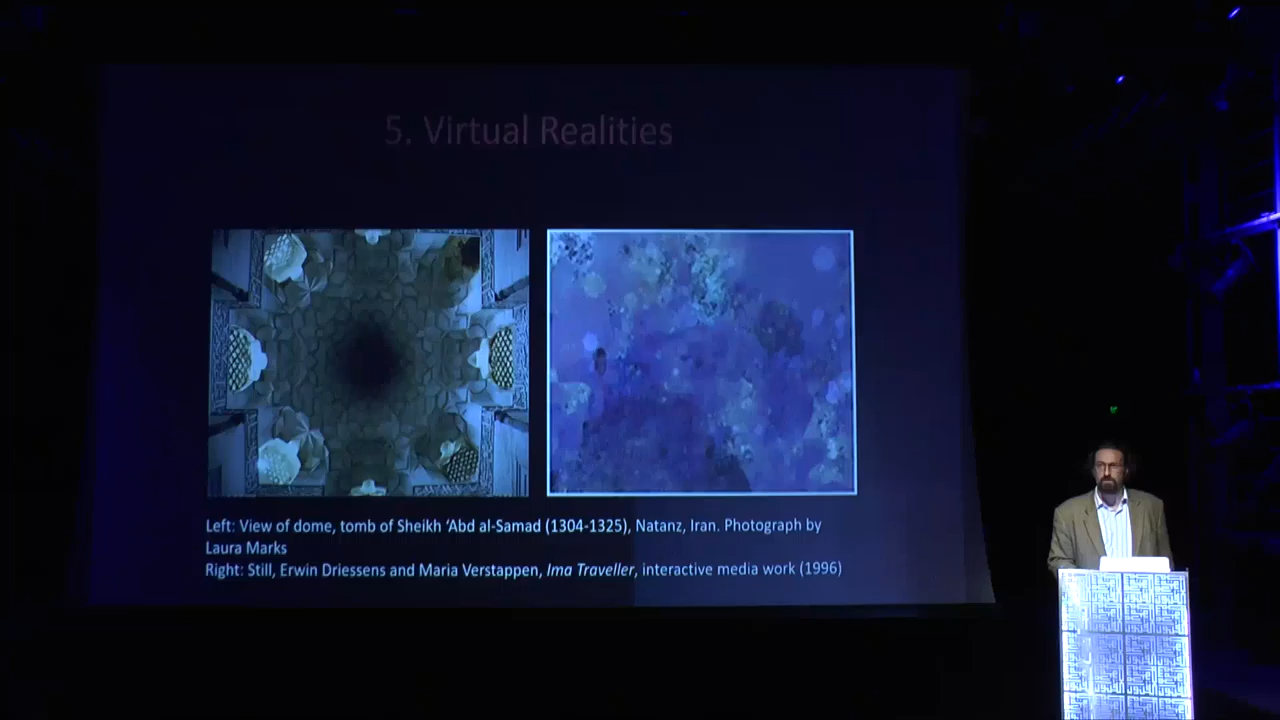 5. Virtual Realities
Left: View of dome, tomb of Sheikh ‘Abd al-Samad (1304-1325), Natanz, Iran. Photograph by
Laura Marks
Right: Still, Erwin Driessens and Maria Verstappen, Ima Traveller, interactive media work (1996)